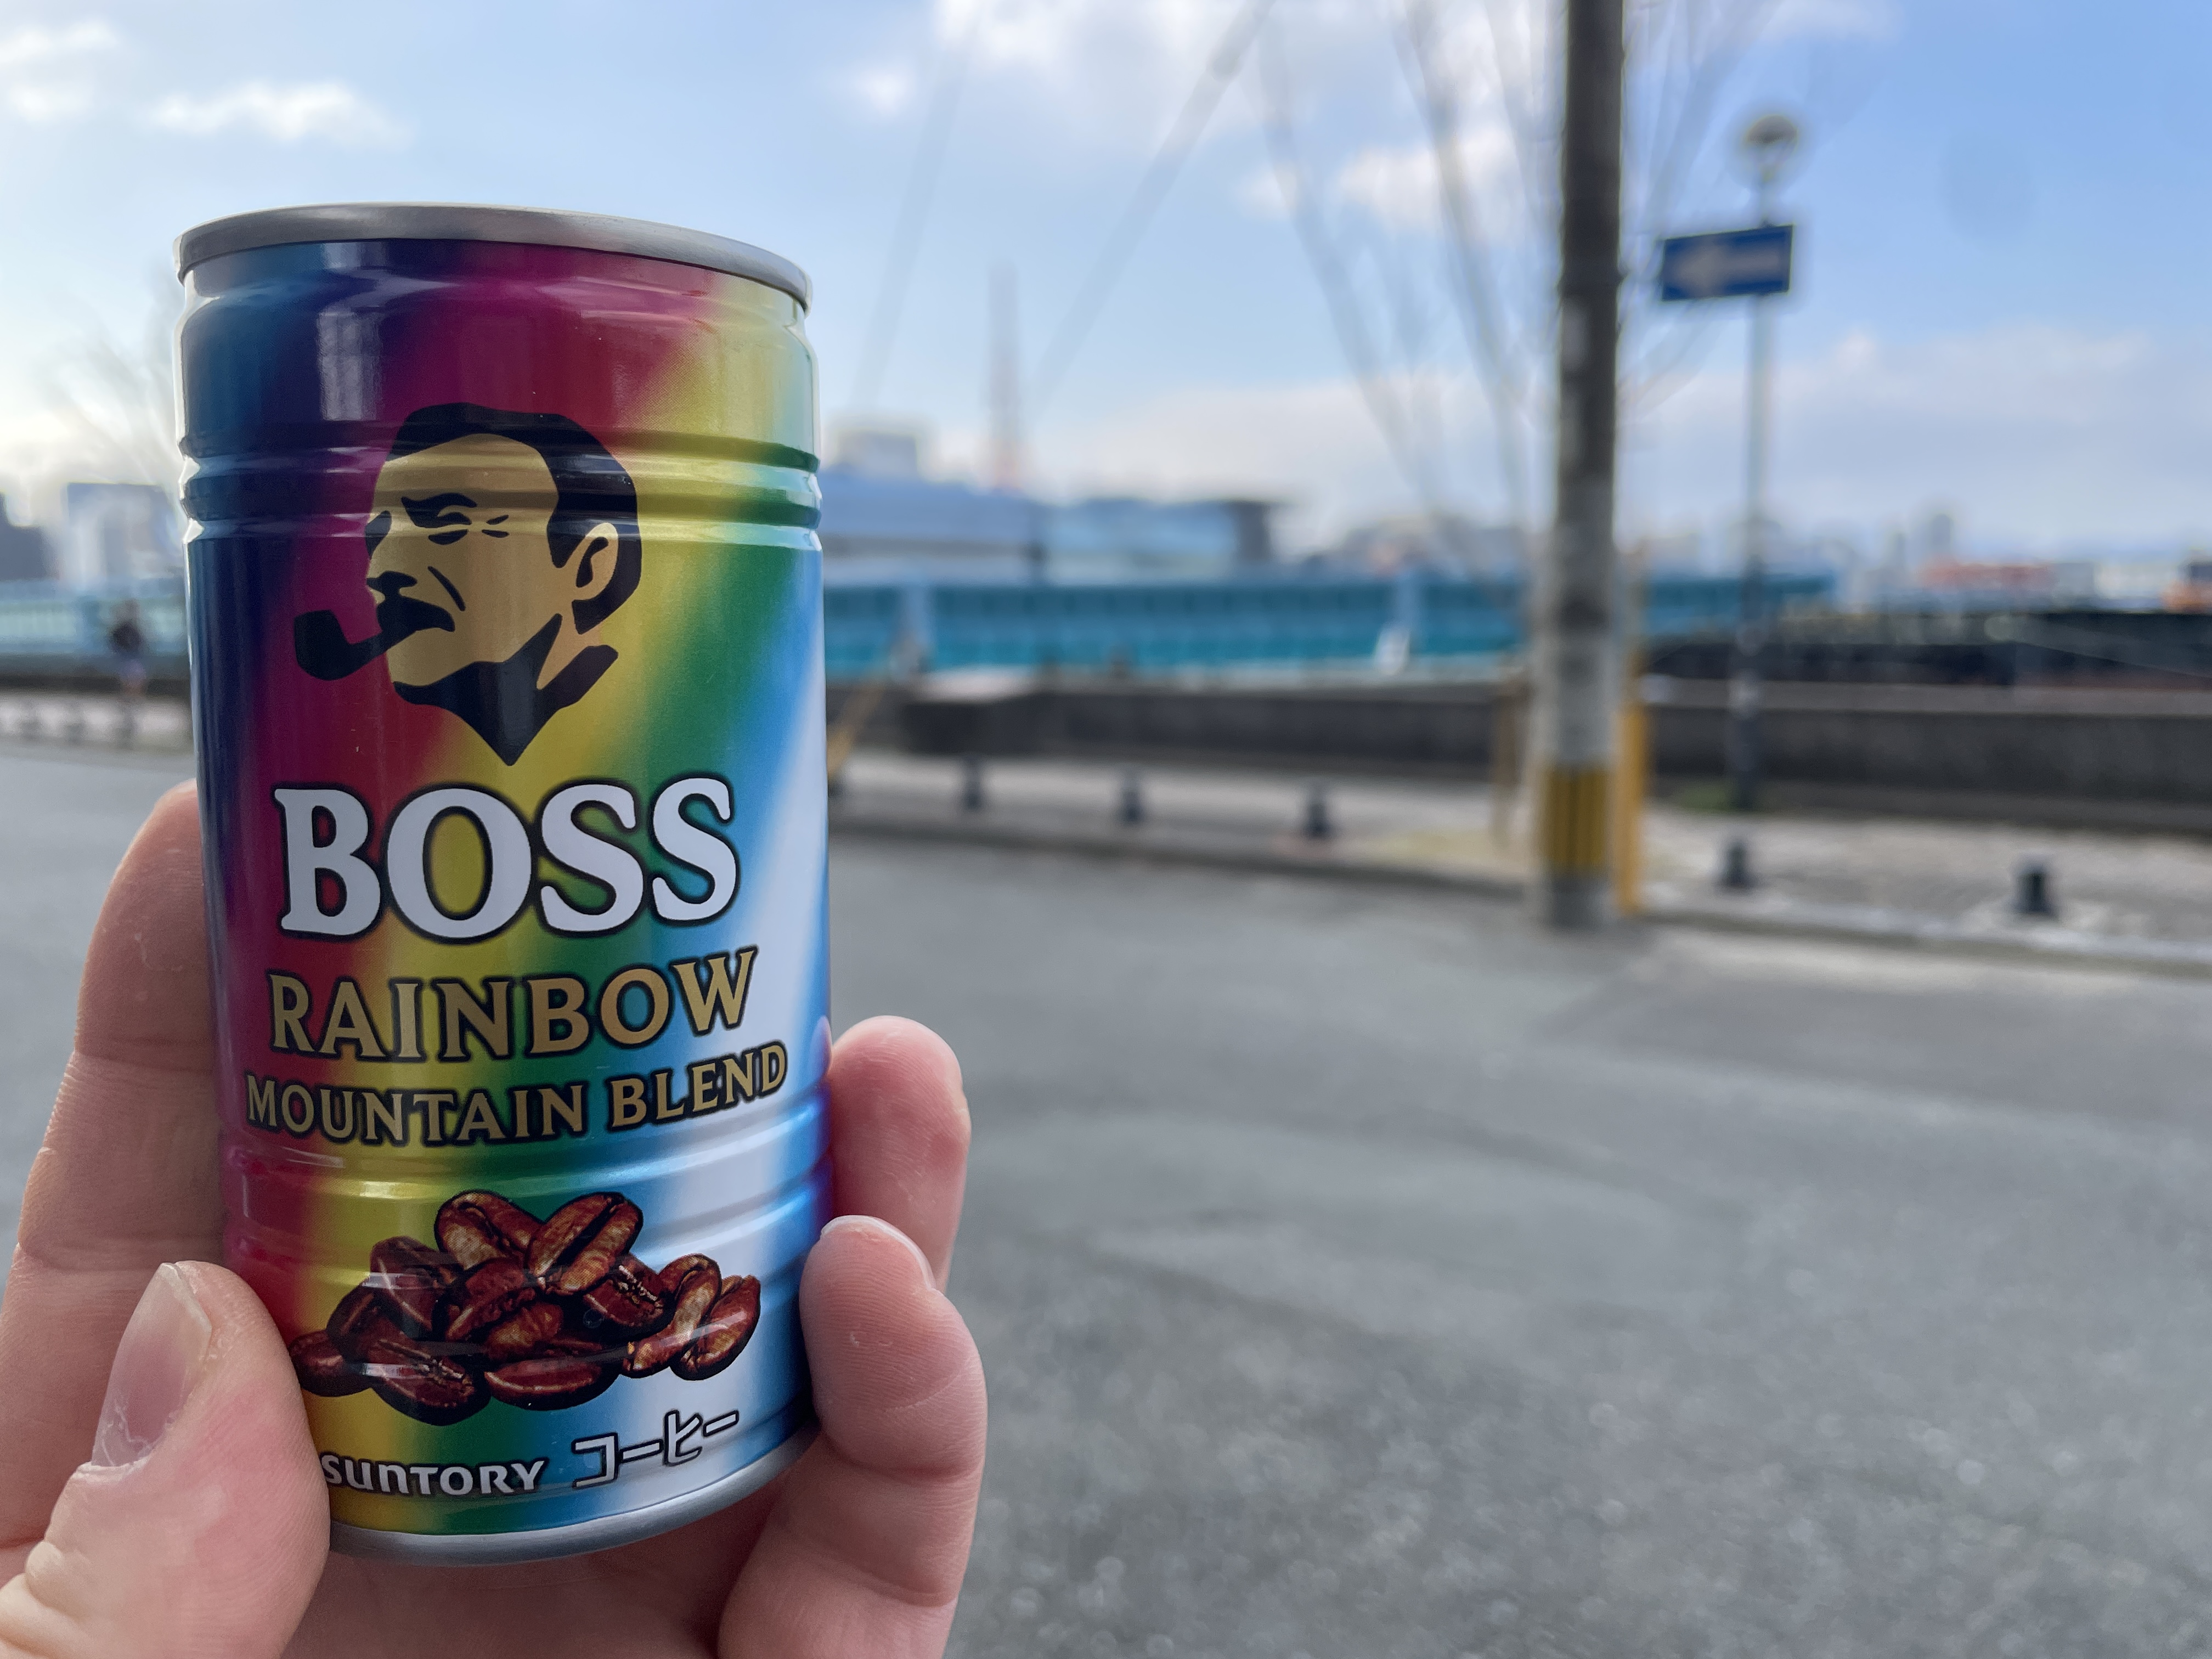 BOSS
RAINBOW
MOUNTAIN BLEND
SUNTORY コーヒー